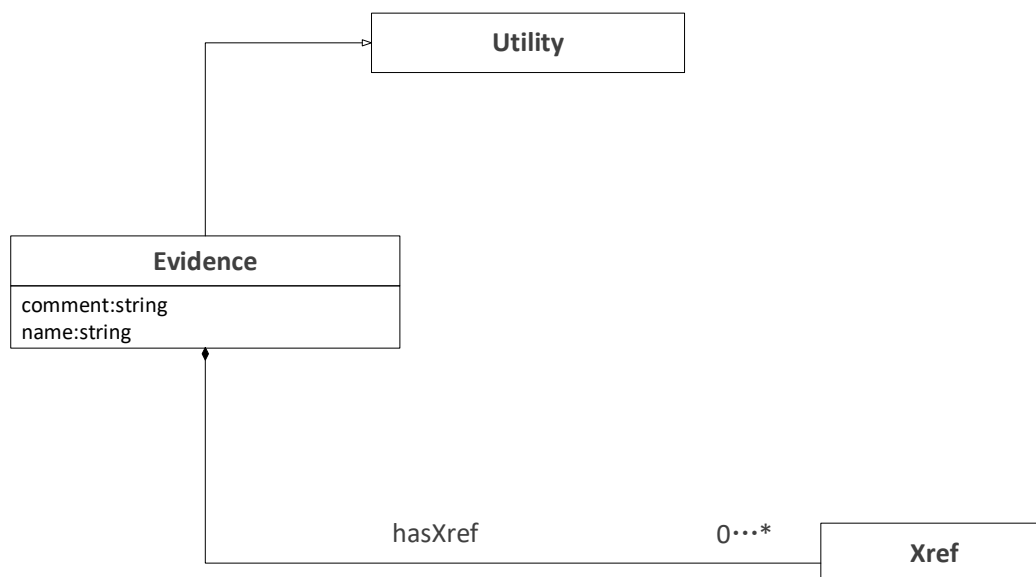 Utility
Evidence
comment:string
name:string
hasXref 0⋯*
Xref